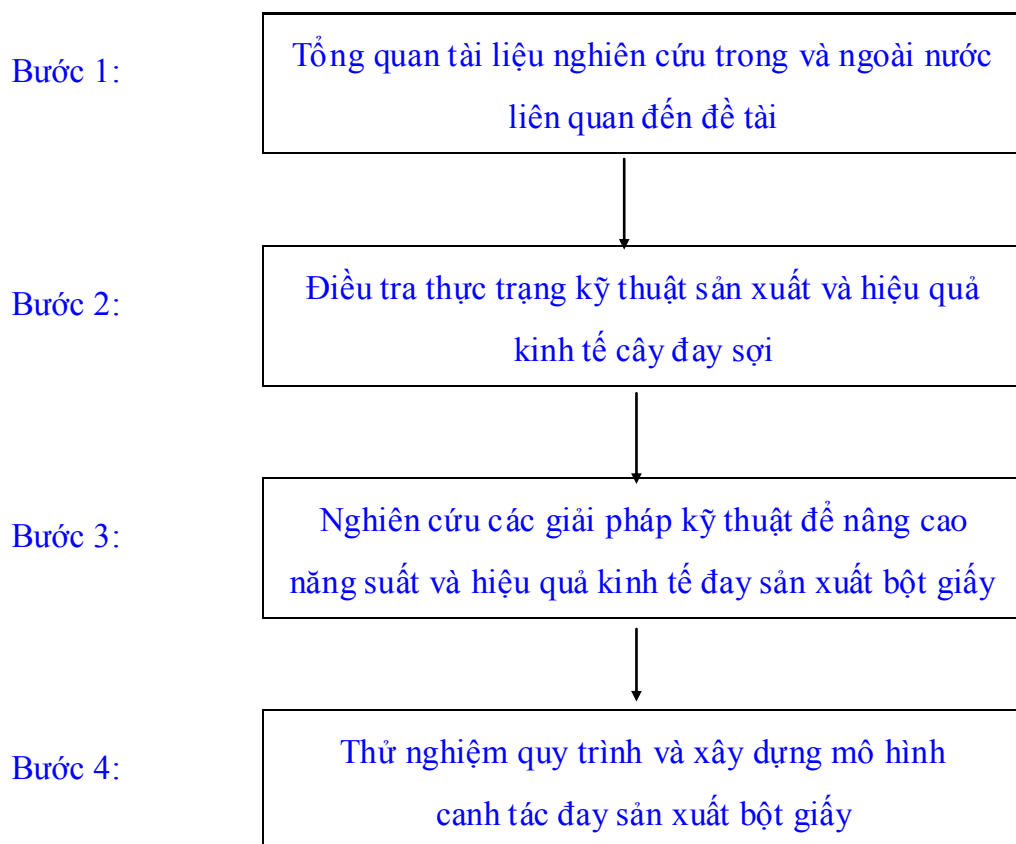 Bước 1:
Tổng quan tài liệu nghiên cứu trong và ngoài nước
liên quan đến đề tài
Bước 2:
Điều tra thực trạng kỹ thuật sản xuất và hiệu quả
kinh tế cây đay sợi
Bước 3:
Nghiên cứu các giải pháp kỹ thuật để nâng cao
năng suất và hiệu quả kinh tế đay sản xuất bột giấy
Bước 4:
Thử nghiệm quy trình và xây dựng mô hình
canh tác đay sản xuất bột giấy